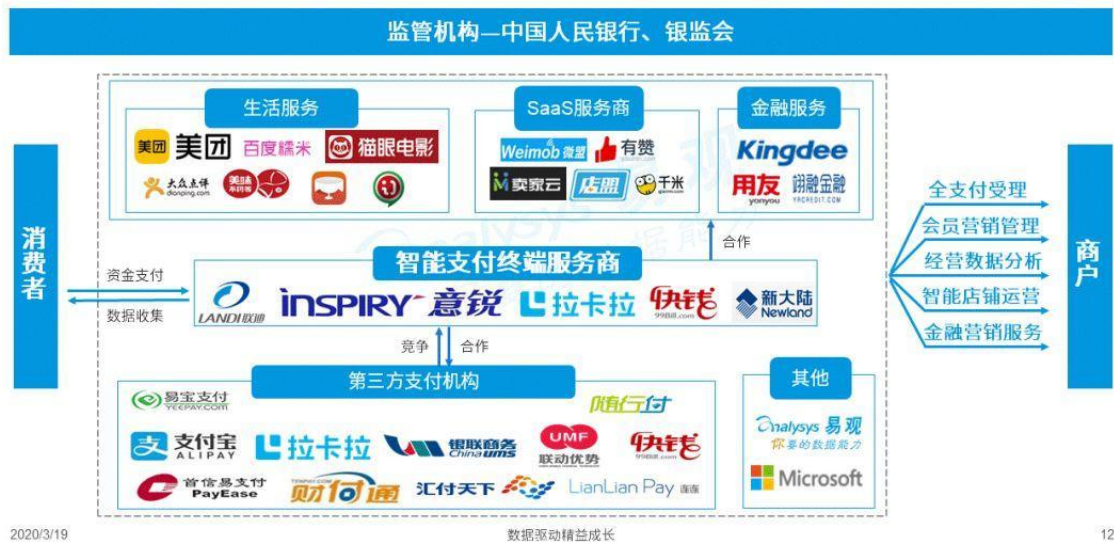 监管机构—中国人民银行、银监会
生活服务
SaaS服务商
金融服务
美团 美团 百度糯米 猫眼电影
大众点评
dianping.com
美味
Weimob 微盟 有赞
卖家云 店盟 千米
Kingdee
用友
yonyou
翊融金融
YRCREDIT.COM
合作
消费者
资金支付
数据收集
智能支付终端服务商
LANDI 联迪
iNSPIRY 意锐
拉卡拉
快钱
99Bill.com
新大陆
Newland
竞争
合作
第三方支付机构
易宝支付
YEEPAY.COM
随行付
支付宝
ALIPAY
拉卡拉
银联商务
China ums
UMF
联动优势
快钱
99Bill.com
首信易支付
PayEase
TENPAY.COM
财付通
汇付天下
LianLian Pay 连连
其他
analysys 易观
你要的数据能力
Microsoft
全支付受理
会员营销管理
经营数据分析
智能店铺运营
金融营销服务
商户
2020/3/19
数据驱动精益成长
12